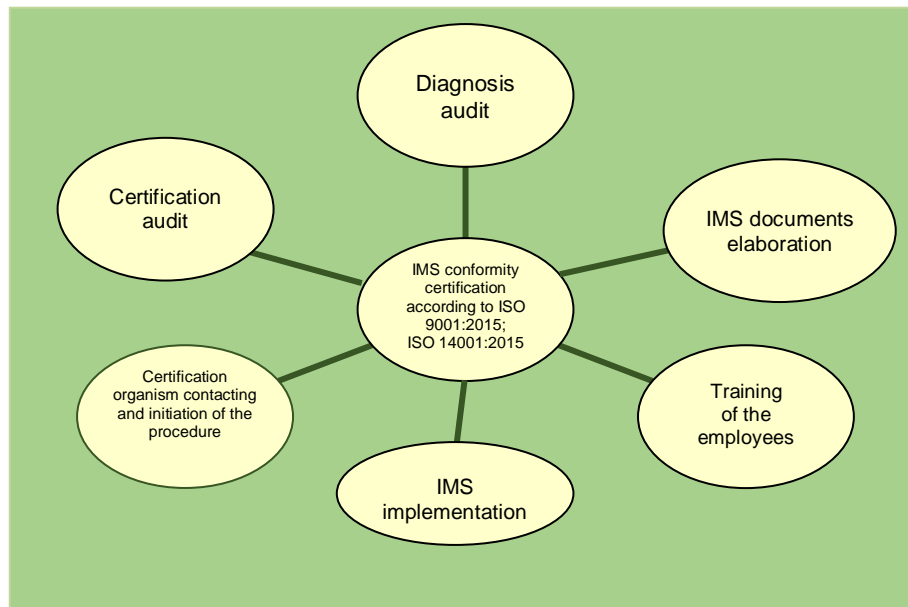 Diagnosis
audit
Certification
audit
IMS documents
elaboration
IMS conformity
certification
according to ISO
9001:2015;
ISO 14001:2015
Certification
organism contacting
and initiation of the
procedure
Training
of the
employees
IMS
implementation